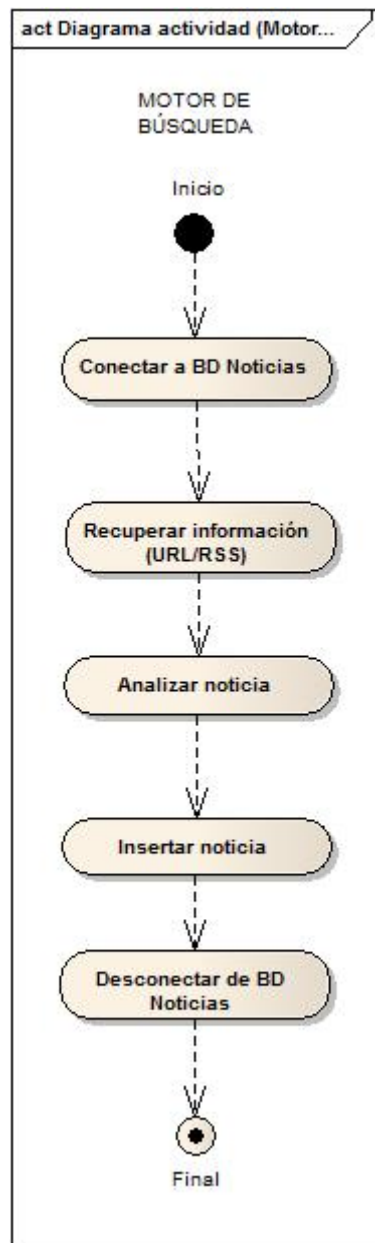 act Diagrama actividad (Motor...
MOTOR DE
BÚSQUEDA
Inicio
Conectar a BD Noticias
Recuperar información
(URL/RSS)
Analizar noticia
Insertar noticia
Desconectar de BD
Noticias
Final